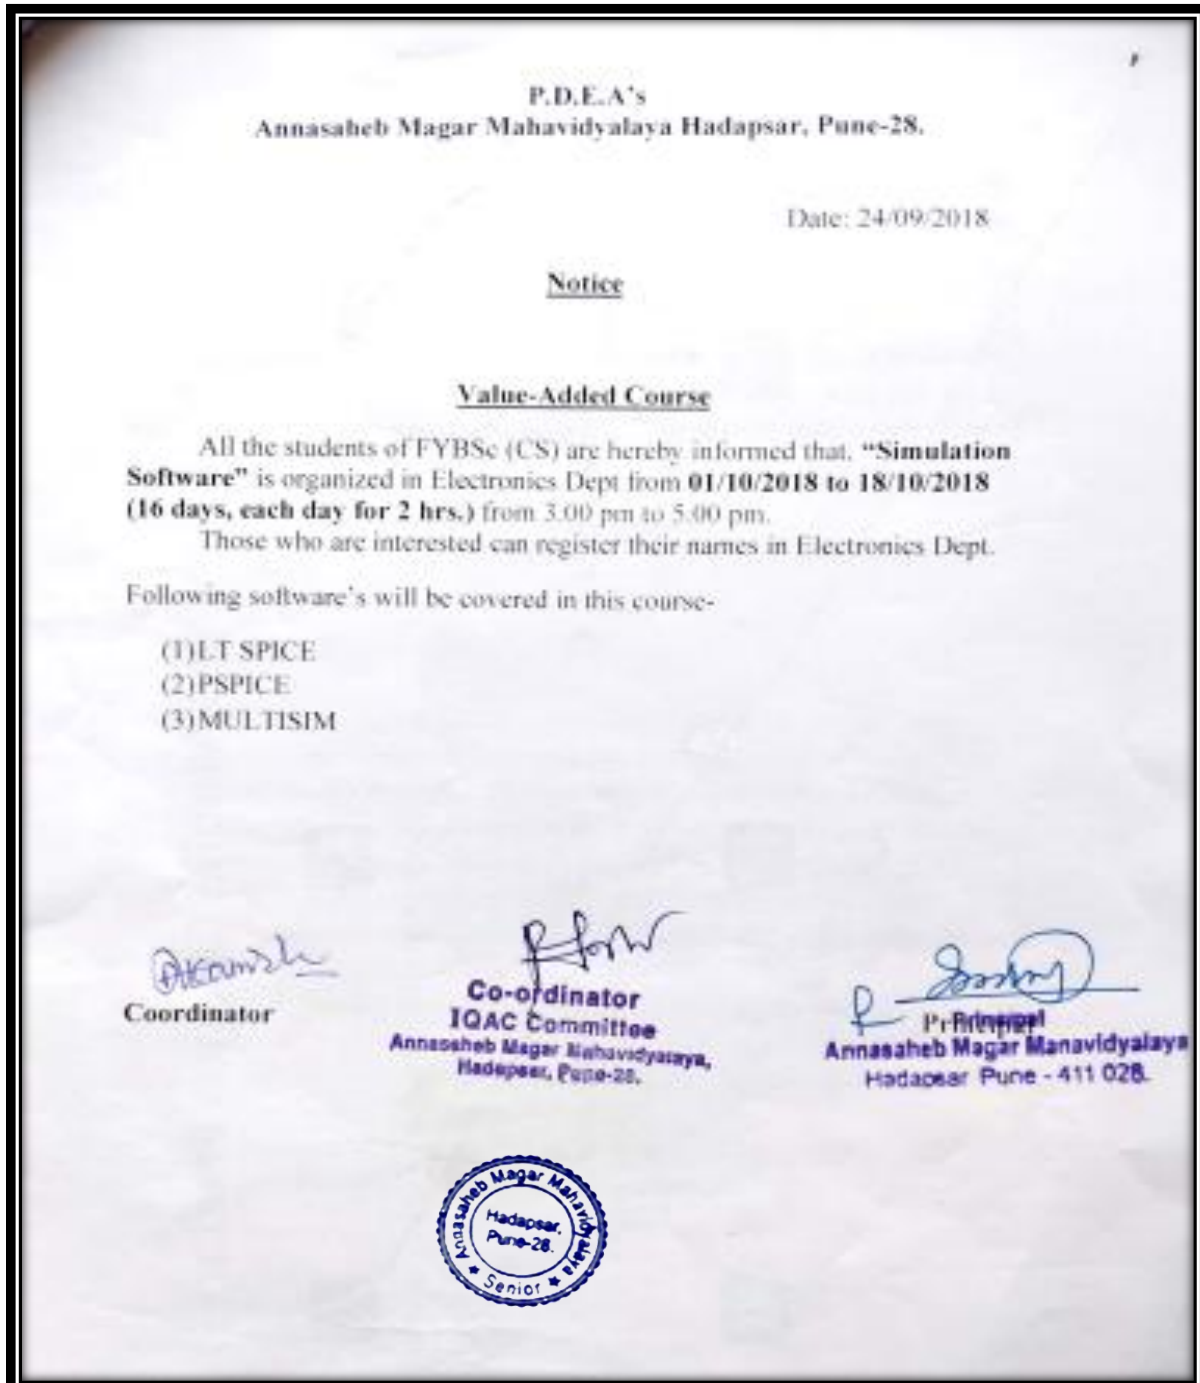 P.D.E.A's
Annasaheb Magar Mahavidyalaya Hadapsar, Pune-28.
Date: 24/09/2018
Notice
Value-Added Course
All the students of FYBSc (CS) are hereby informed that, "Simulation
Software" is organized in Electronics Dept from 01/10/2018 to 18/10/2018
(16 days, each day for 2 hrs.) from 3.00 pm to 5.00 pm.
Those who are interested can register their names in Electronics Dept.
Following software's will be covered in this course-
(1)LT SPICE
(2)PSPICE
(3)MULTISIM
Coordinator
Co-ordinator
IQAC Committee
Annasaheb Magar Mahavidyalaya,
Hadapsar, Pune-28.
Principal
Annasaheb Magar Mahavidyalaya
Hadapsar Pune - 411 028.
Annasaheb Magar Mahavidyalaya
Hadapsar,
Pune-28.
★ Senior ★